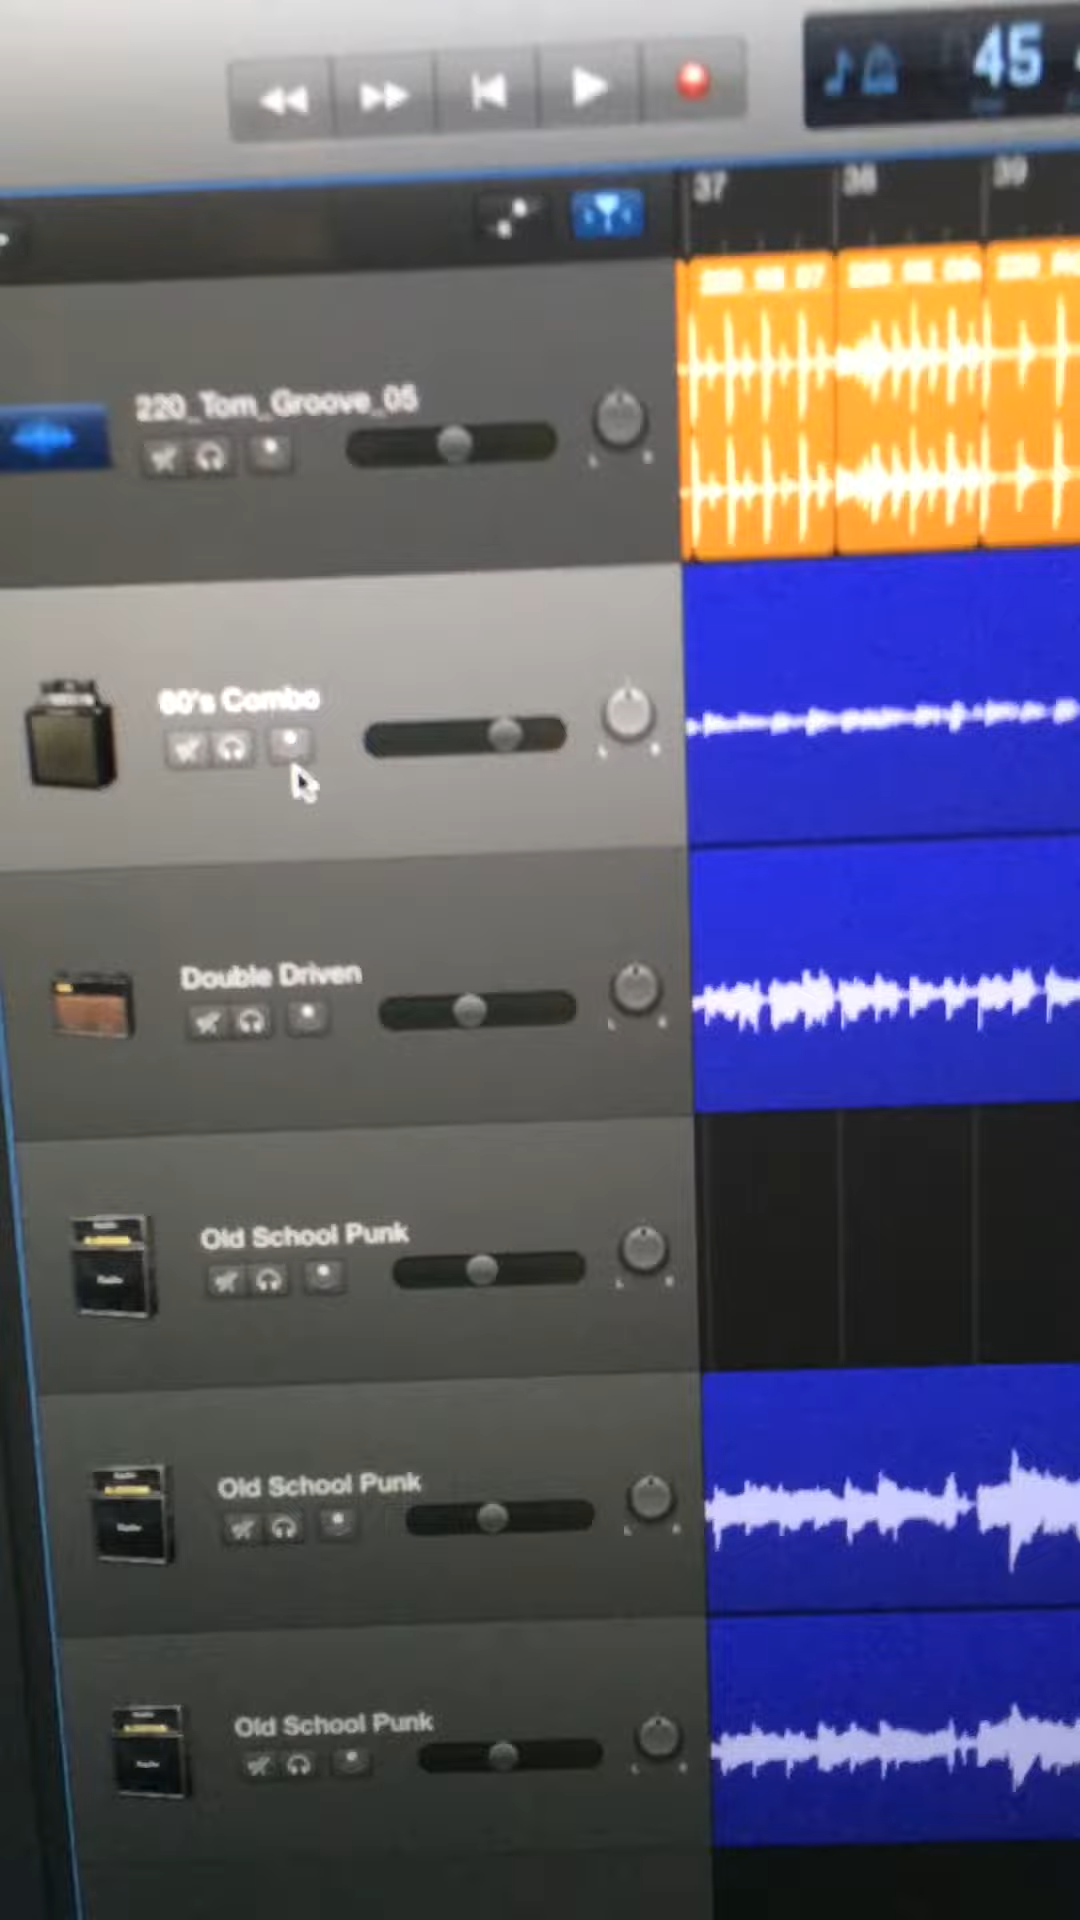 45
37 38 39
220_Tom_Groove_05
60's Combo
Double Driven
Old School Punk
Old School Punk
Old School Punk